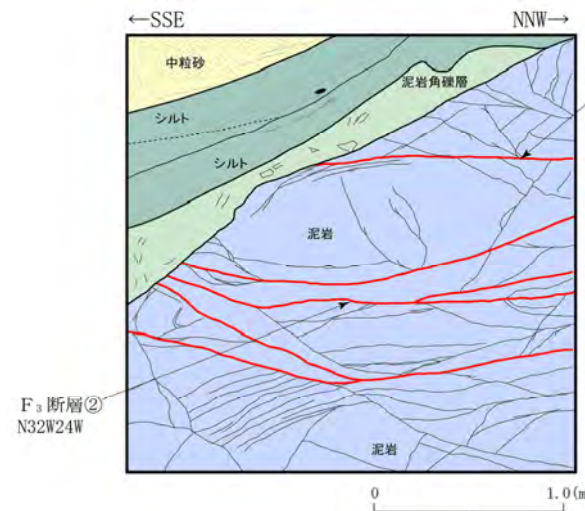 ←SSE
NNW→
中粒砂
泥岩角礫層
シルト
シルト
泥岩
F₃断層②
N32W24W
泥岩
0
1.0(m